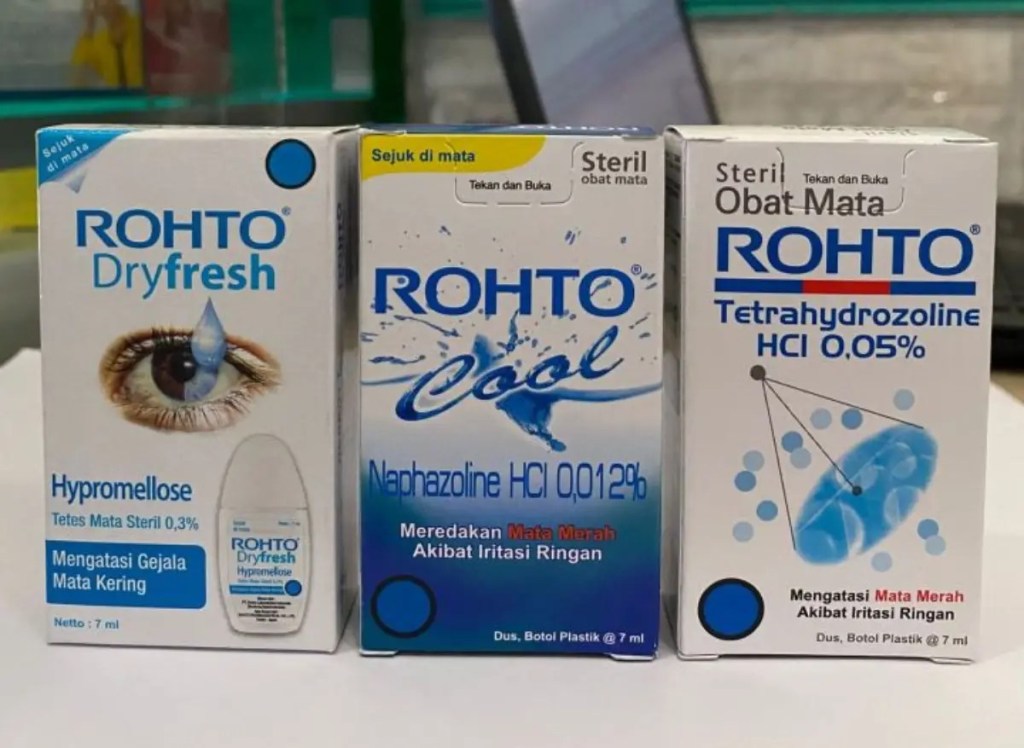 Sejuk
di mata
ROHTO®
Dryfresh
Hypromellose
Tetes Mata Steril 0,3%
Mengatasi Gejala
Mata Kering
Netto : 7 ml
ROHTO
Dryfresh
Hypromellose
Sejuk di mata
Tekan dan Buka
Steril
obat mata
ROHTO®
Cool
Naphazoline HCl 0,012%
Meredakan Mata Merah
Akibat Iritasi Ringan
Dus, Botol Plastik @ 7 ml
Steril
Tekan dan Buka
Obat Mata
ROHTO®
Tetrahydrozoline
HCl 0,05%
Mengatasi Mata Merah
Akibat Iritasi Ringan
Dus, Botol Plastik @ 7 ml